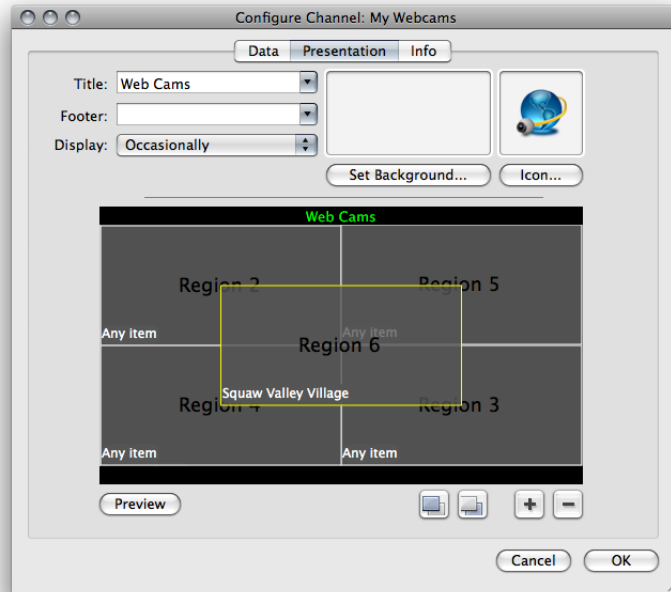 Configure Channel: My Webcams
Data Presentation Info
Title: Web Cams
Footer:
Display: Occasionally
Set Background... Icon...
Web Cams
Region 2 Region 5
Any item Any item
Region 6
Squaw Valley Village
Region 4 Region 3
Any item Any item
Preview
Cancel OK